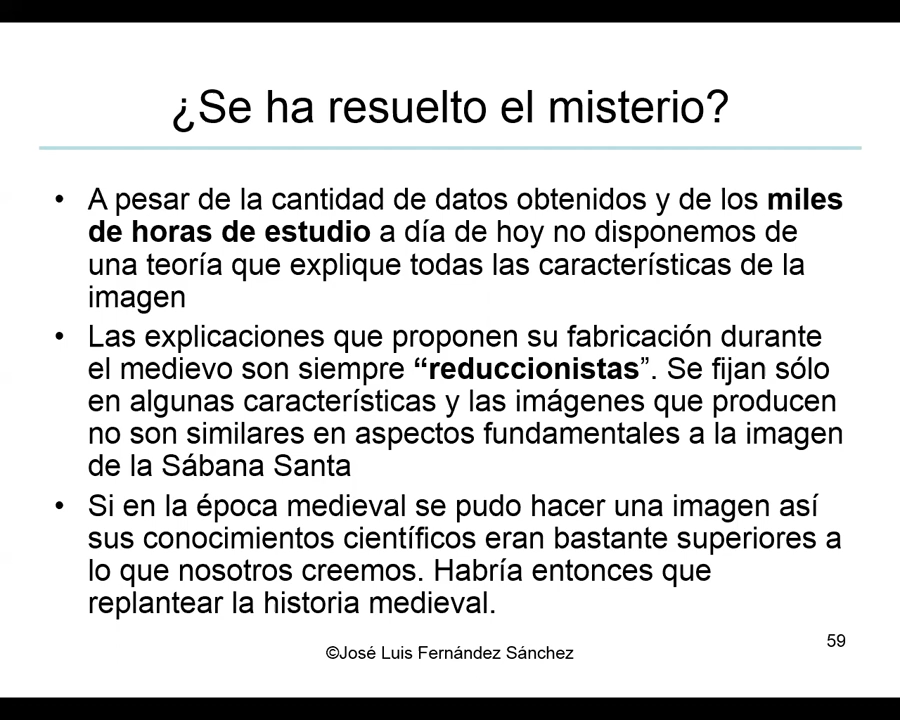 ¿Se ha resuelto el misterio?
• A pesar de la cantidad de datos obtenidos y de los miles
de horas de estudio a día de hoy no disponemos de
una teoría que explique todas las características de la
imagen
• Las explicaciones que proponen su fabricación durante
el medievo son siempre “reduccionistas”. Se fijan sólo
en algunas características y las imágenes que producen
no son similares en aspectos fundamentales a la imagen
de la Sábana Santa
• Si en la época medieval se pudo hacer una imagen así
sus conocimientos científicos eran bastante superiores a
lo que nosotros creemos. Habría entonces que
replantear la historia medieval.
©José Luis Fernández Sánchez
59